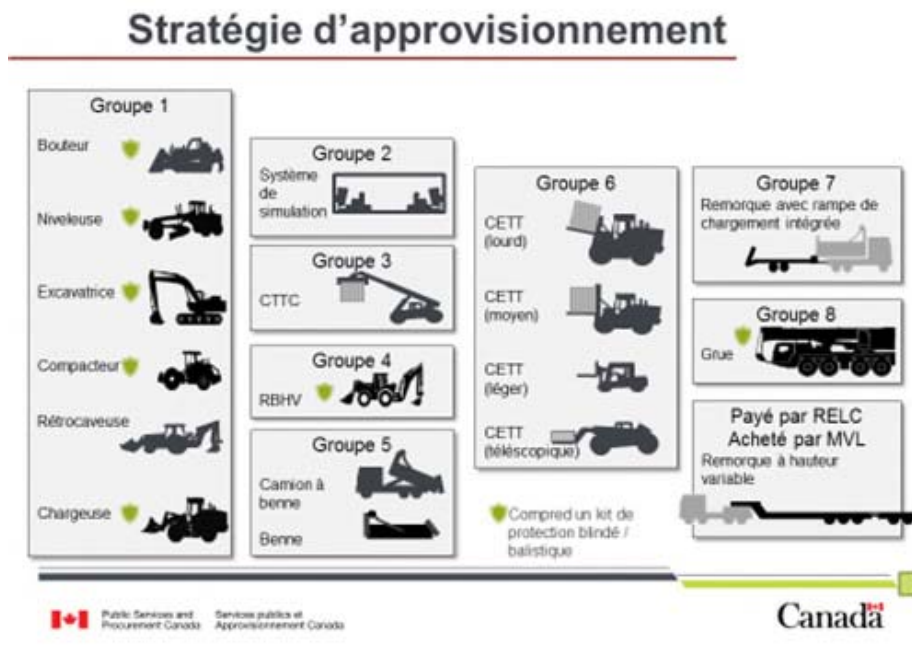 Stratégie d'approvisionnement
Groupe 1
Bouteur
Niveleuse
Excavatrice
Compacteur
Rétrocaveuse
Chargeuse
Groupe 2
Système
de
simulation
Groupe 3
CTTC
Groupe 4
RBHV
Groupe 5
Camion à
benne
Benne
Groupe 6
CETT
(lourd)
CETT
(moyen)
CETT
(léger)
CETT
(téléscopique)
Compred un kit de
protection blindé /
balistique
Groupe 7
Remorque avec rampe de
chargement intégrée
Groupe 8
Grue
Payé par RELC
Acheté par MVL
Remorque à hauteur
variable
Public Services and
Procurement Canada
Services publics et
Approvisionnement Canada
Canada